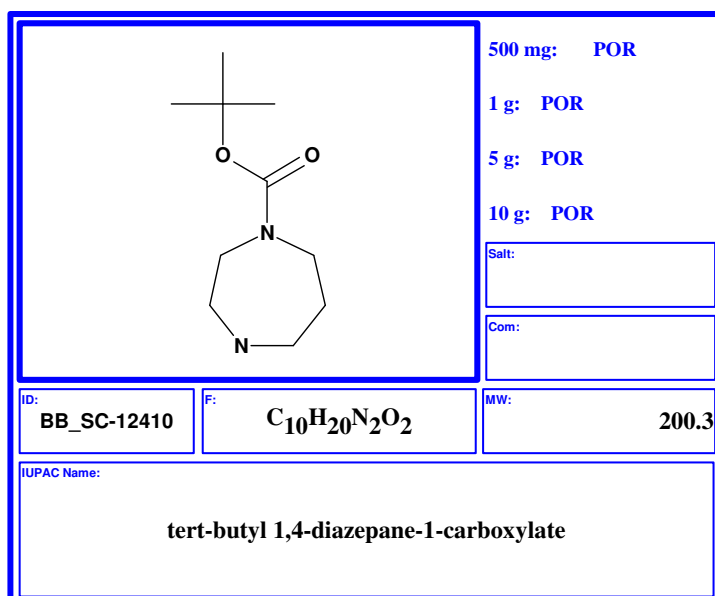 500 mg: POR
1 g: POR
5 g: POR
10 g: POR
O
O
N
N
Salt:
Com:
ID:
BB_SC-12410
F:
C10H20N2O2
MW:
200.3
IUPAC Name:
tert-butyl 1,4-diazepane-1-carboxylate